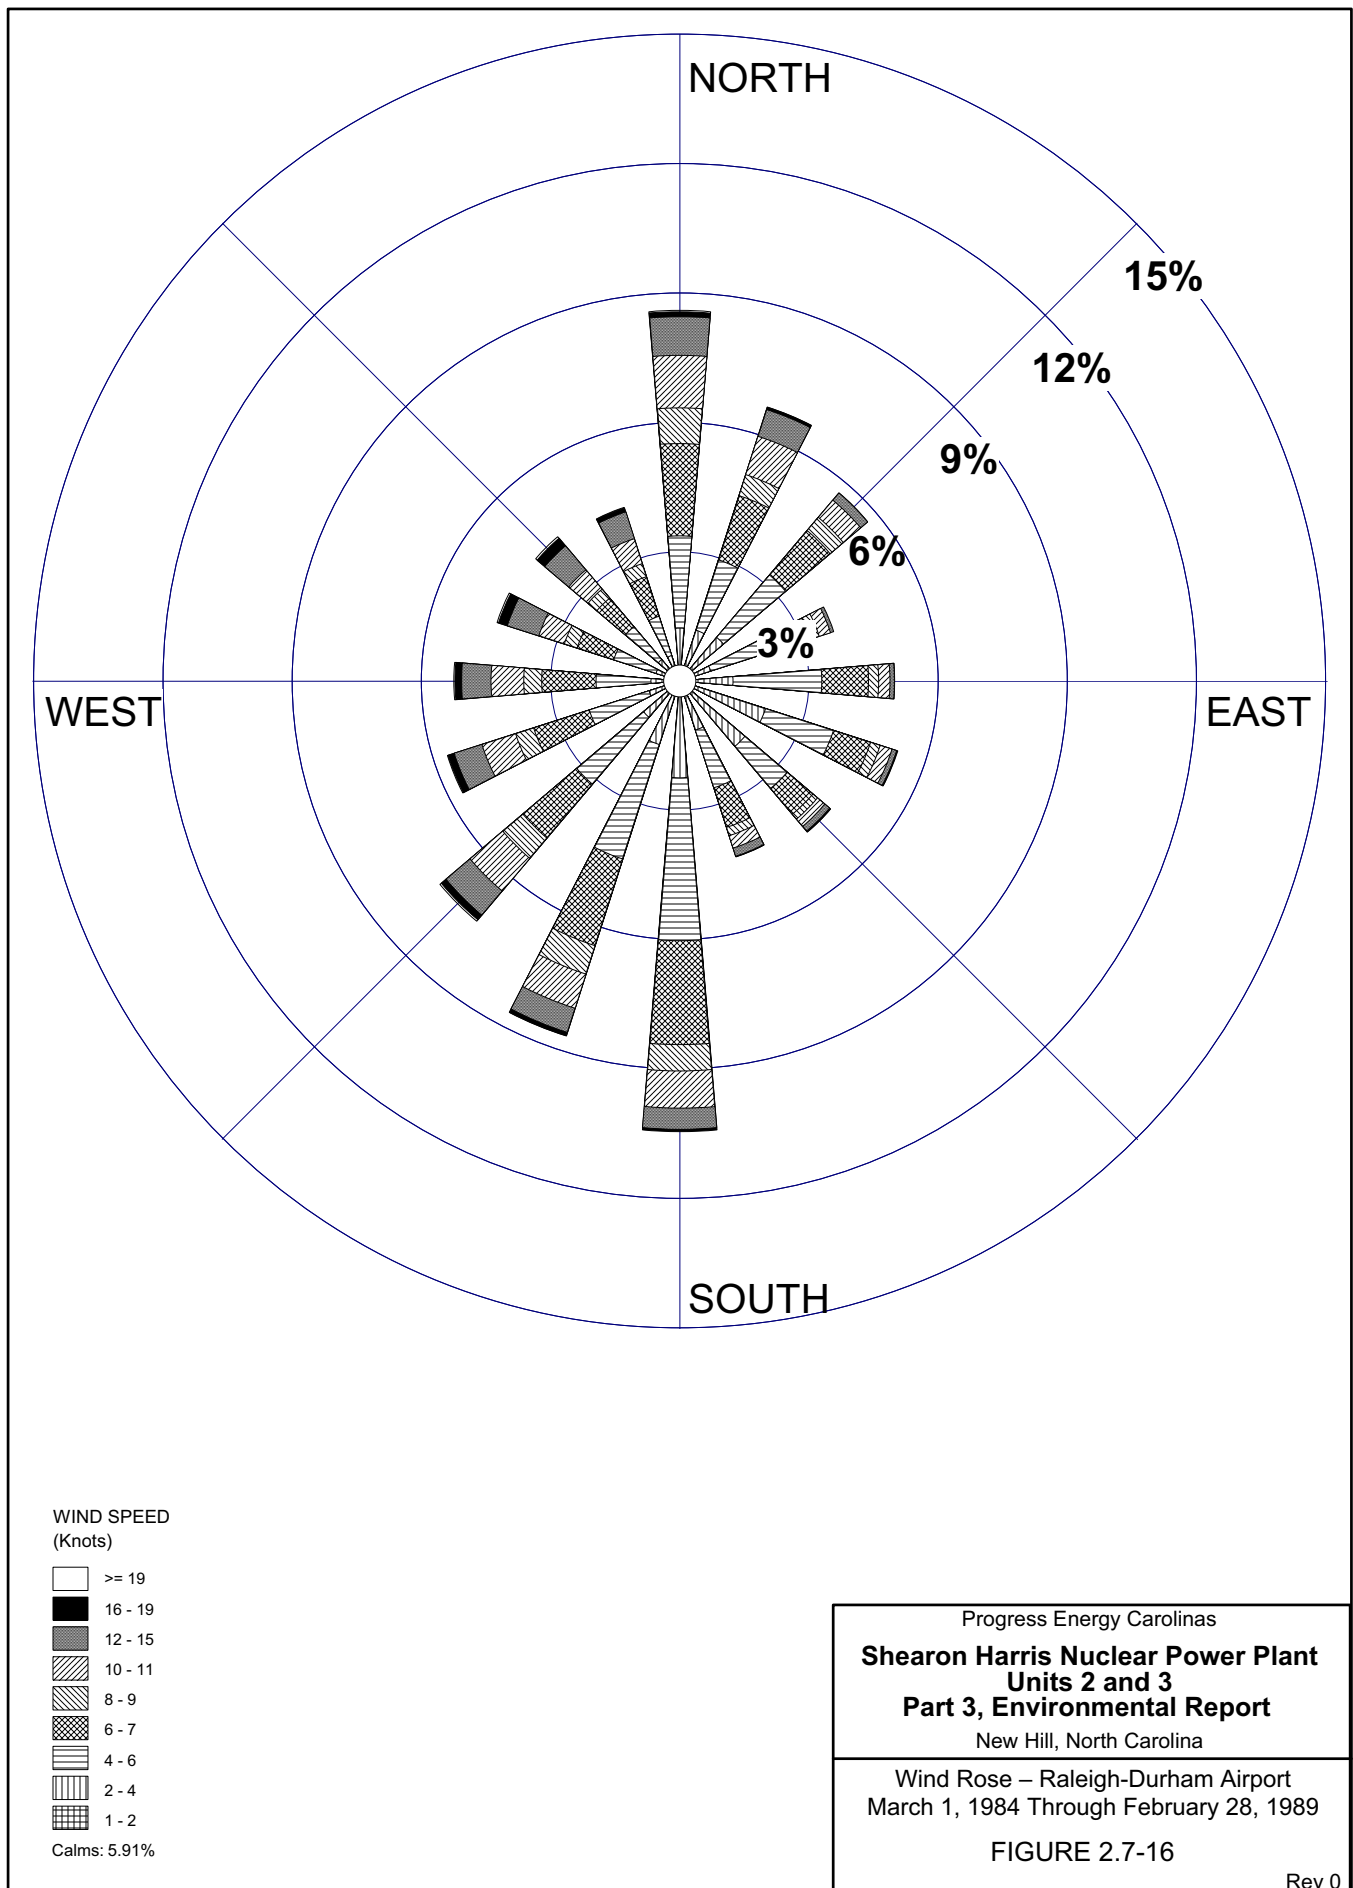 NORTH
15%
12%
9%
6%
3%
WEST
EAST
SOUTH
WIND SPEED
(Knots)
>= 19
16 - 19
12 - 15
10 - 11
8 - 9
6 - 7
4 - 6
2 - 4
1 - 2
Calms: 5.91%
Progress Energy Carolinas
Shearon Harris Nuclear Power Plant
Units 2 and 3
Part 3, Environmental Report
New Hill, North Carolina
Wind Rose – Raleigh-Durham Airport
March 1, 1984 Through February 28, 1989
FIGURE 2.7-16
Rev 0